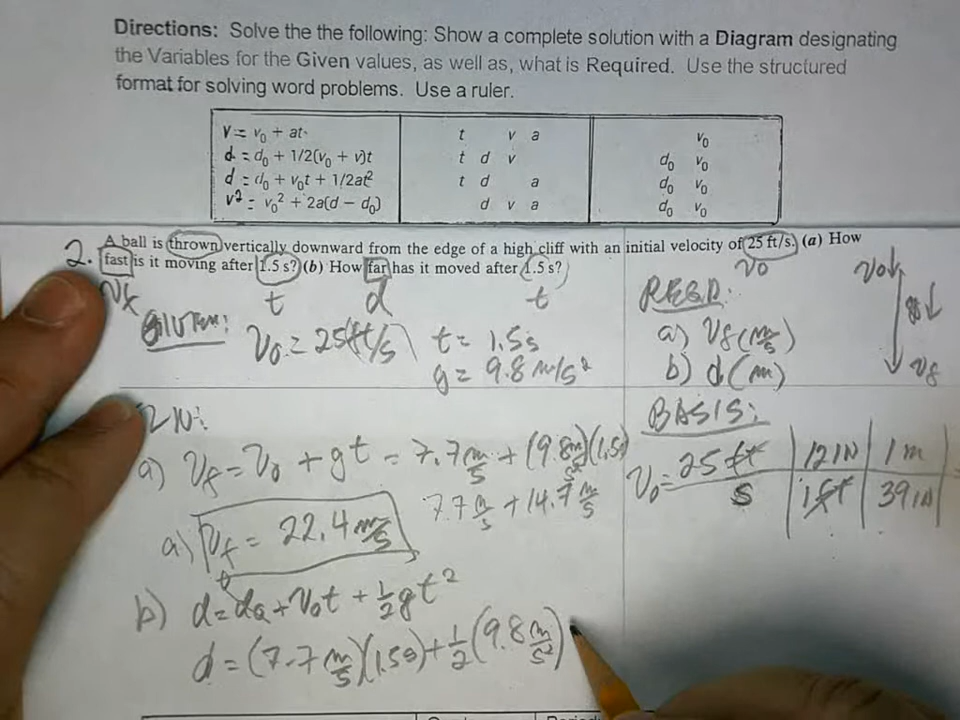 Directions: Solve the the following: Show a complete solution with a Diagram designating
the Variables for the Given values, as well as, what is Required. Use the structured
format for solving word problems. Use a ruler.
v = v₀ + at t v a v₀
d = d₀ + 1/2(v₀ + v)t t d v d₀ v₀
d = d₀ + v₀t + 1/2at² t d a d₀ v₀
v² = v₀² + 2a(d − d₀) d v a d₀ v₀
2. A ball is thrown vertically downward from the edge of a high cliff with an initial velocity of 25 ft/s. (a) How
fast is it moving after 1.5 s? (b) How far has it moved after 1.5 s?
Vf t d t V₀
GIVEN:
V₀ = 25(ft/s) t = 1.5s
g = 9.8 m/s²
REQD:
a) Vf (m/s)
b) d (m)
V₀↓
g↓
Vf
BASIS:
V₀ = 25 ft 12 IN 1 m =
s 1 ft 39 IN
a) Vf = V₀ + gt = 7.7 m/s + (9.8 m/s²)(1.5s)
7.7 m/s + 14.7 m/s
a) Vf = 22.4 m/s
b) d = d₀ + V₀t + ½gt²
0
d = (7.7 m/s)(1.5s) + ½(9.8 m/s²)